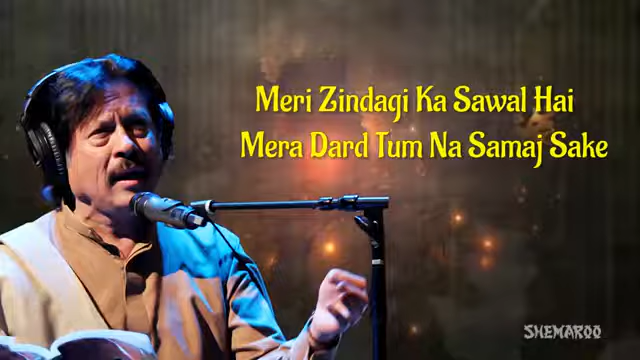 Meri Zindagi Ka Sawal Hai
Mera Dard Tum Na Samaj Sake
SHEMAROO